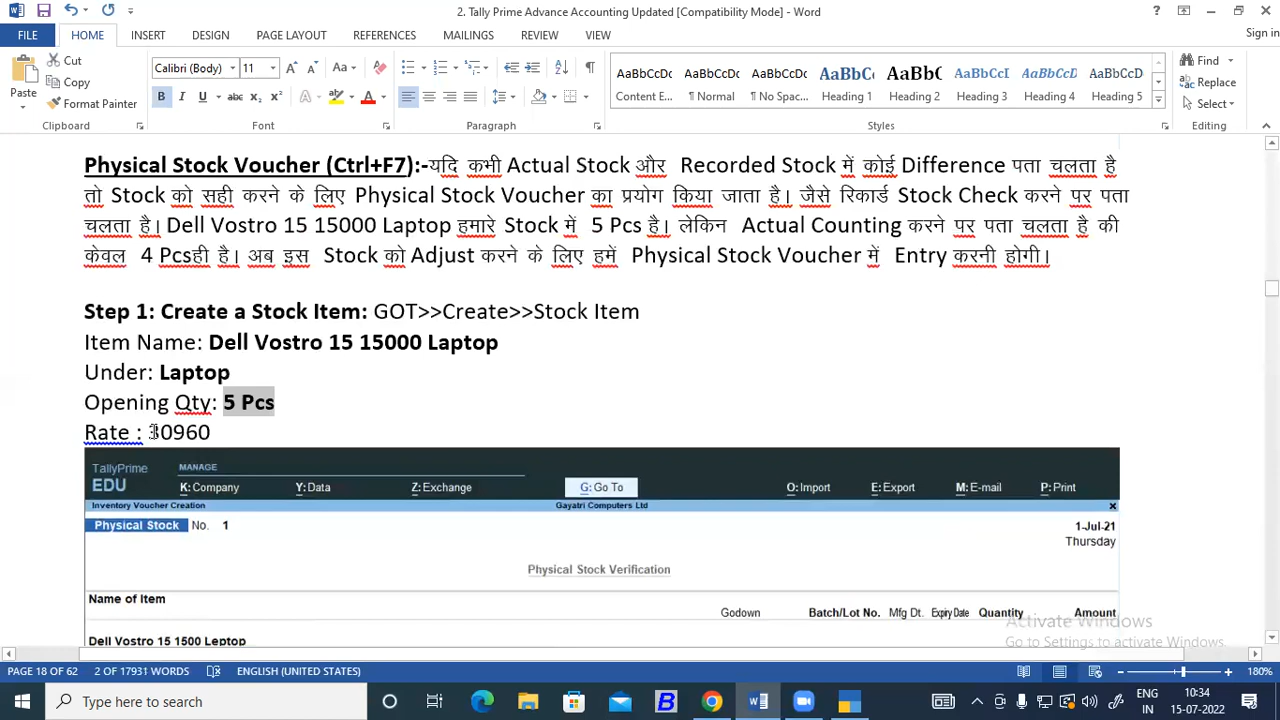 2. Tally Prime Advance Accounting Updated [Compatibility Mode] - Word
FILE HOME INSERT DESIGN PAGE LAYOUT REFERENCES MAILINGS REVIEW VIEW Sign in
Cut
Copy
Format Painter
Paste
Clipboard
Calibri (Body) 11
B I U abc x₂ x² A
Font
Paragraph
AaBbCcDc AaBbCcDc AaBbCcDc AaBbC AaBbC AaBbCcD AaBbCcD AaBbCcDc
Content E... ¶ Normal ¶ No Spac... Heading 1 Heading 2 Heading 3 Heading 4 Heading 5
Styles
Find
Replace
Select
Editing
Physical Stock Voucher (Ctrl+F7):-यदि कभी Actual Stock और Recorded Stock में कोई Difference पता चलता है
तो Stock को सही करने के लिए Physical Stock Voucher का प्रयोग किया जाता है। जैसे रिकार्ड Stock Check करने पर पता
चलता है। Dell Vostro 15 15000 Laptop हमारे Stock में 5 Pcs है। लेकिन Actual Counting करने पर पता चलता है की
केवल 4 Pcsही है। अब इस Stock को Adjust करने के लिए हमें Physical Stock Voucher में Entry करनी होगी।
Step 1: Create a Stock Item: GOT>>Create>>Stock Item
Item Name: Dell Vostro 15 15000 Laptop
Under: Laptop
Opening Qty: 5 Pcs
Rate : 30960
TallyPrime MANAGE
EDU K: Company Y: Data Z: Exchange G: Go To O: Import E: Export M: E-mail P: Print
Inventory Voucher Creation Gayatri Computers Ltd
Physical Stock No. 1 1-Jul-21
Thursday
Physical Stock Verification
Name of Item
Godown Batch/Lot No. Mfg Dt. Expiry Date Quantity Amount
Dell Vostro 15 1500 Laptop
Activate Windows
Go to Settings to activate Windows.
PAGE 18 OF 62 2 OF 17931 WORDS ENGLISH (UNITED STATES) 180%
Type here to search
ENG 10:34
IN 15-07-2022